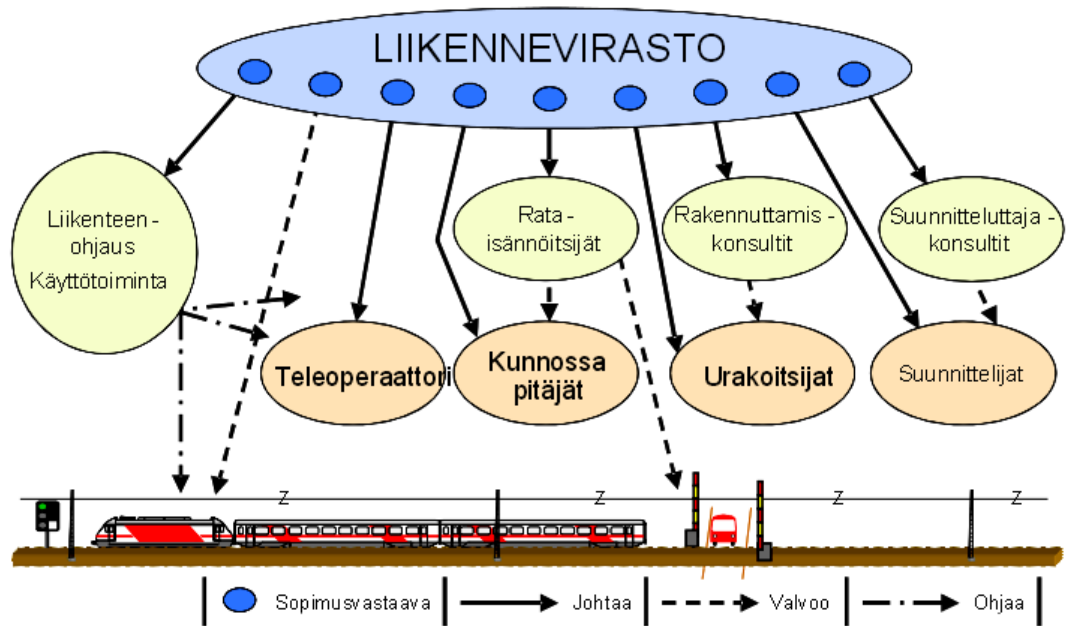 LIIKENNEVIRASTO
Liikenteen-
ohjaus
Käyttötoiminta
Rata-
isännöitsijät
Rakennuttamis-
konsultit
Suunnitteluttaja-
konsultit
Teleoperaattori
Kunnossa
pitäjät
Urakoitsijat
Suunnittelijat
Z Z Z Z
Sopimusvastaava Johtaa Valvoo Ohjaa